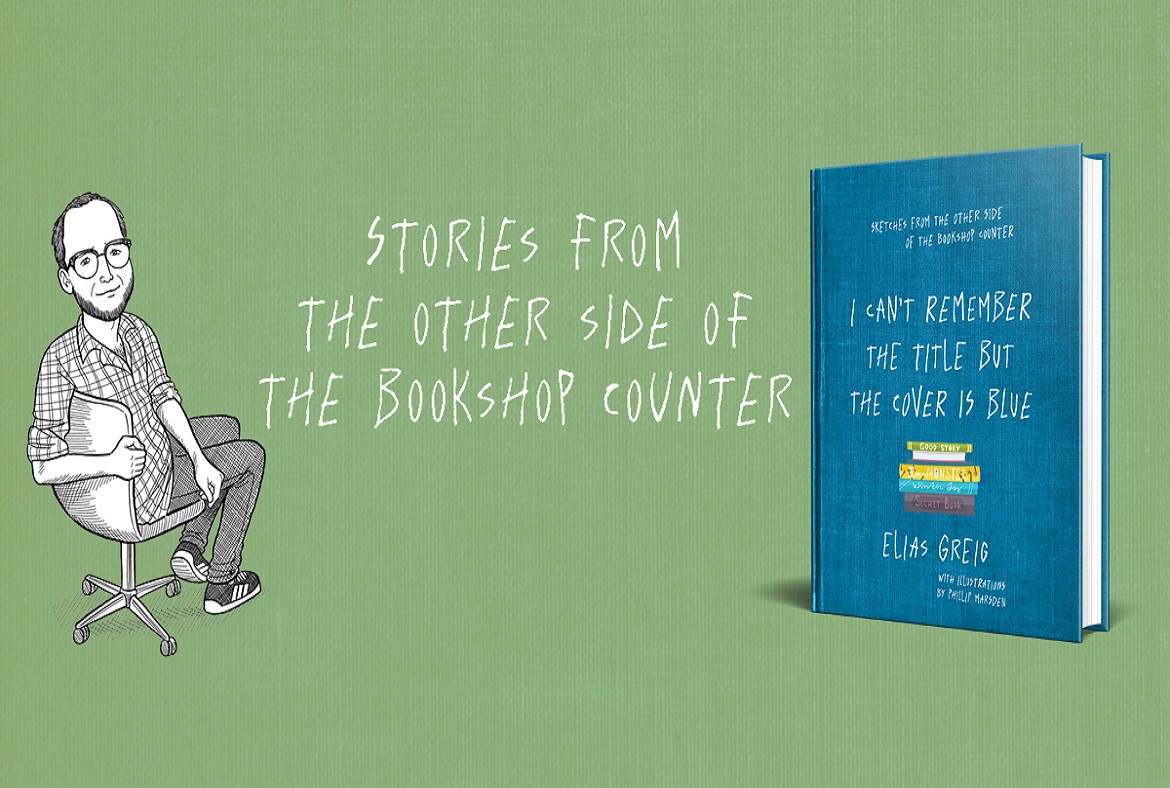 STORIES FROM
THE OTHER SIDE OF
THE BOOKSHOP COUNTER
SKETCHES FROM THE OTHER SIDE
OF THE BOOKSHOP COUNTER
I CAN'T REMEMBER
THE TITLE BUT
THE COVER IS BLUE
GOOD STORY
MONSTER
Winter Joy
SECRET BOOK
ELIAS GREIG
WITH ILLUSTRATIONS
BY PHILLIP MARSDEN